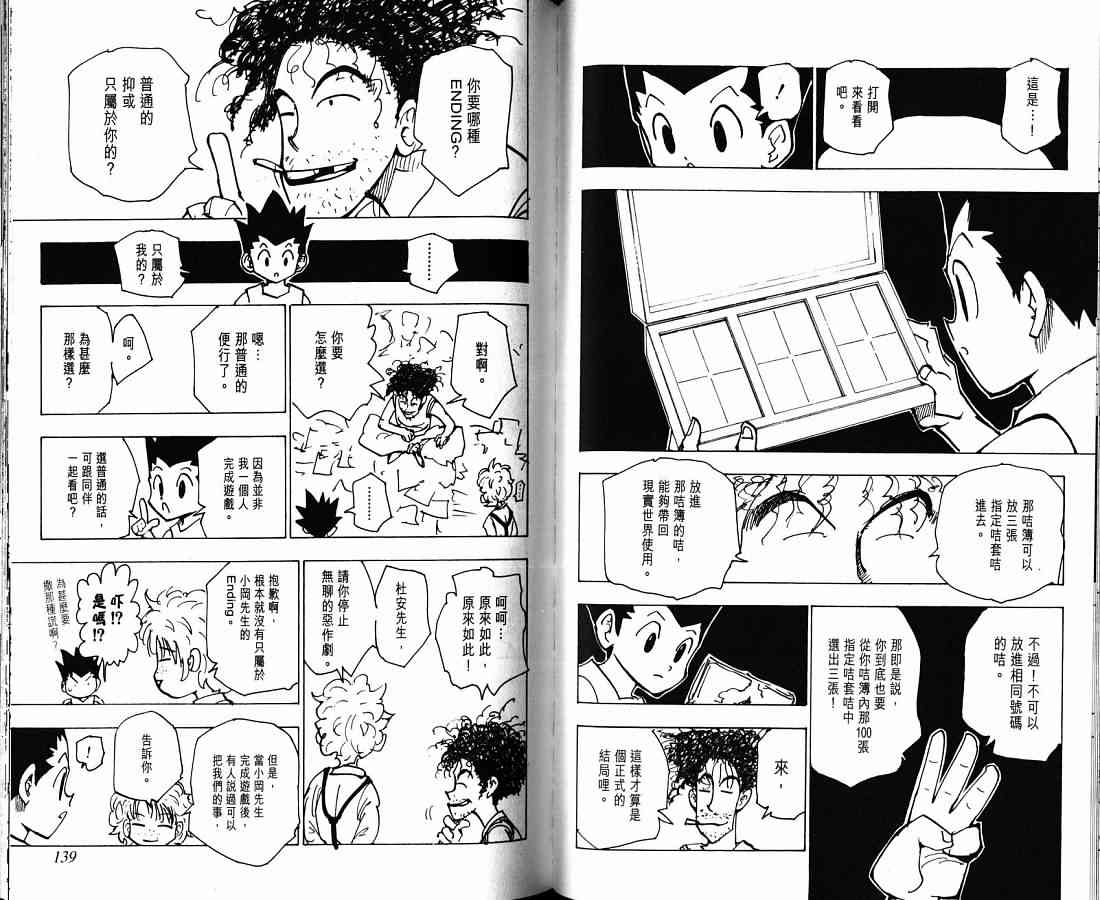 這是…！
打開
來看看
吧。
！
那咭簿可以
放三張
指定咭套咭
進去。
放進
那咭簿的咭，
能夠帶回
現實世界使用。
不過！不可以
放進相同號碼
的咭。
那即是說，
你到底也要
從你咭簿內那100張
指定咭套咭中
選出三張！
來，
這樣才算是
個正式的
結局哩。
你要哪種
ENDING?
普通的
抑或
只屬於你的？
………
只屬於
我的？
對啊。
你要
怎麼選？
……
嗯…
那普通的
便行了。
呵。
為甚麼
那樣選？
因為並非
我一個人
完成遊戲。
選普通的話，
可跟同伴
一起看吧？
呵呵…
原來如此，
原來如此！
杜安先生，
請你停止
無聊的惡作劇。
抱歉啊，
根本就沒有只屬於
小岡先生的
Ending。
吓!?
是嗎!?
為甚麼要
撒那種謊啊？
但是，
當小岡先生
完成遊戲後，
有人說過可以
把我們的事，
告訴你。
！
139